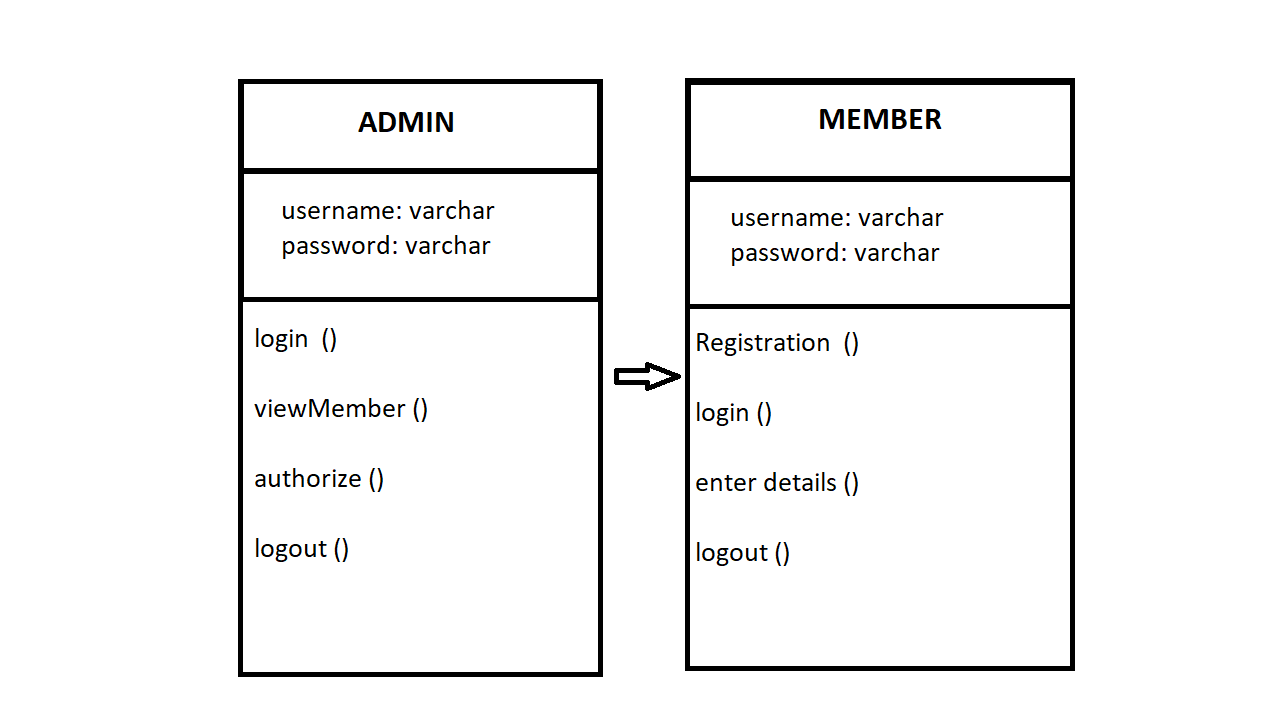 ADMIN
username: varchar
password: varchar
login  ()
viewMember ()
authorize ()
logout ()
MEMBER
username: varchar
password: varchar
Registration  ()
login ()
enter details ()
logout ()